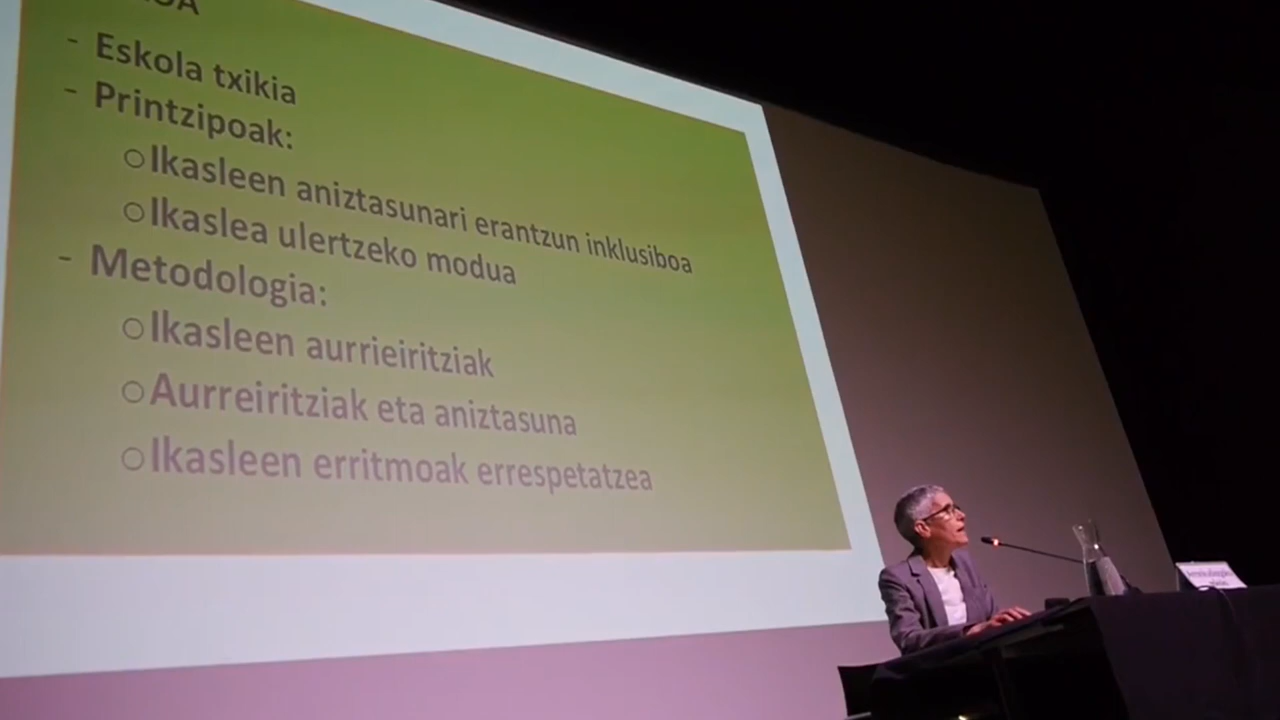 - Eskola txikia
- Printzipoak:
○Ikasleen aniztasunari erantzun inklusiboa
○Ikaslea ulertzeko modua
- Metodologia:
○Ikasleen aurrieiritziak
○Aurreiritziak eta aniztasuna
○Ikasleen erritmoak errespetatzea